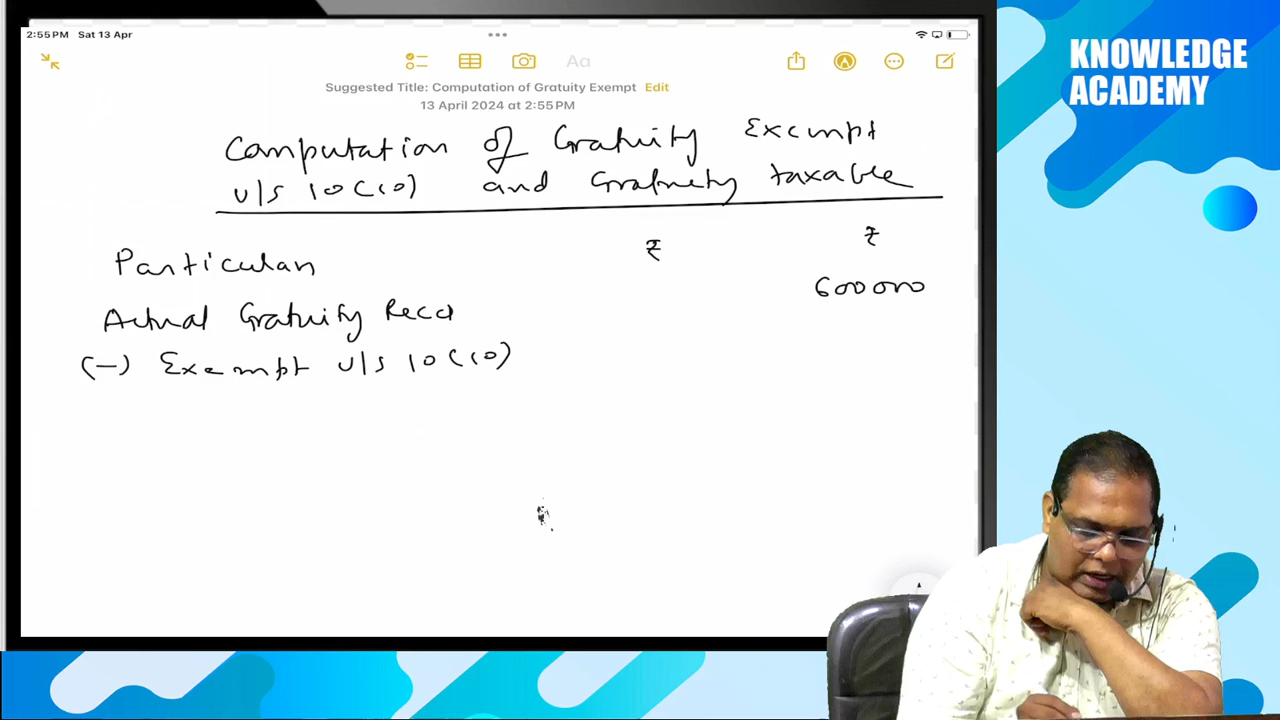 2:55 PM Sat 13 Apr
Aa
Suggested Title: Computation of Gratuity Exempt Edit
13 April 2024 at 2:55 PM
Computation of Gratuity Exempt
u/s 10(10) and Gratuity taxable
Particulars ₹ ₹
Actual Gratuity Recd 600000
(-) Exempt u/s 10(10)
KNOWLEDGE
ACADEMY